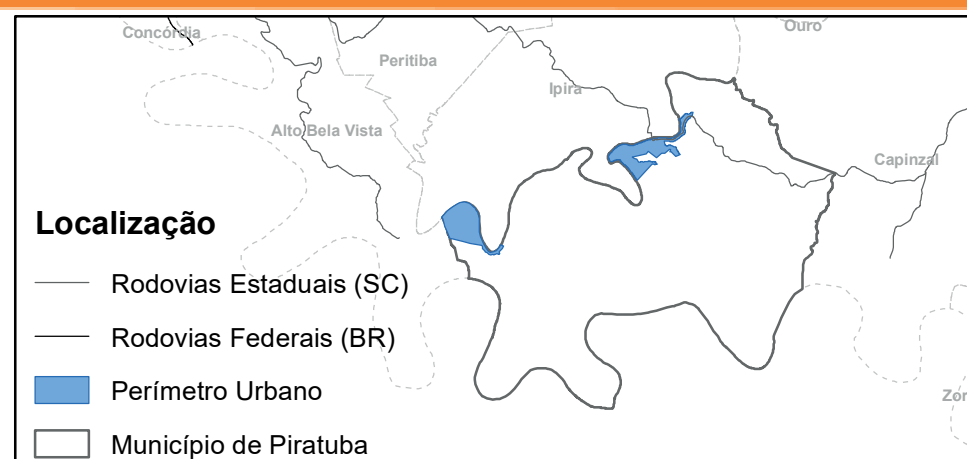 Concórdia
Ouro
Peritiba
Ipira
Alto Bela Vista
Capinzal
Localização
Rodovias Estaduais (SC)
Rodovias Federais (BR)
Perímetro Urbano
Zor
Município de Piratuba